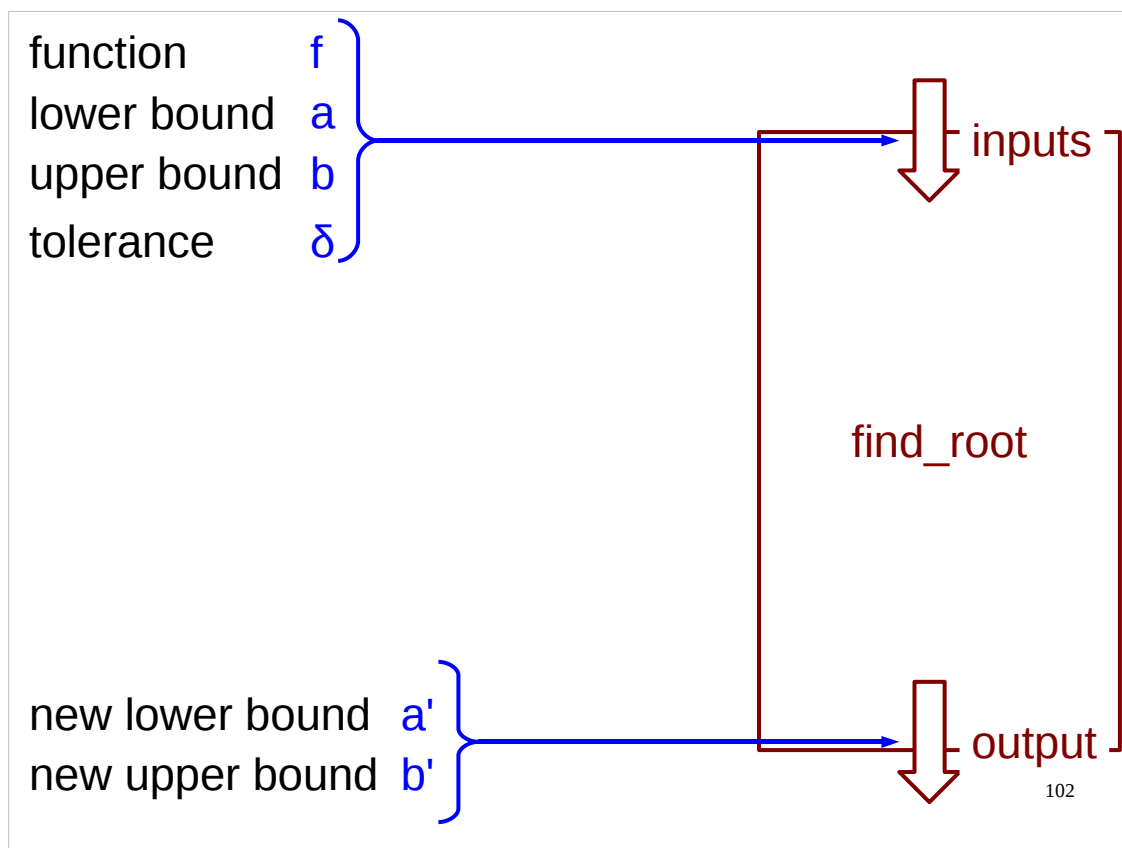 function f
lower bound a
upper bound b
tolerance δ
inputs
find_root
new lower bound a'
new upper bound b'
output
102